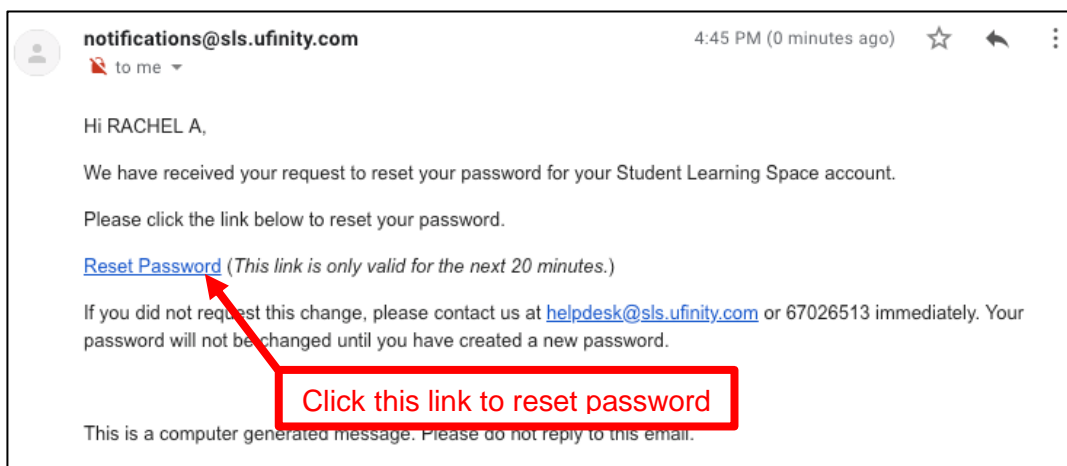 notifications@sls.ufinity.com 4:45 PM (0 minutes ago)
to me
Hi RACHEL A,
We have received your request to reset your password for your Student Learning Space account.
Please click the link below to reset your password.
Reset Password (This link is only valid for the next 20 minutes.)
If you did not request this change, please contact us at helpdesk@sls.ufinity.com or 67026513 immediately. Your
password will not be changed until you have created a new password.
Click this link to reset password
This is a computer generated message. Please do not reply to this email.